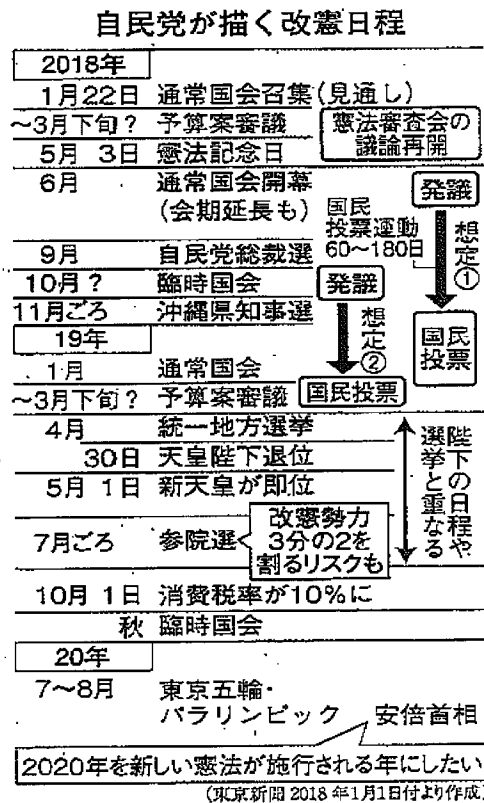 自民党が描く改憲日程
2018年
1月22日 通常国会召集(見通し)
～3月下旬? 予算案審議
憲法審査会の
議論再開
5月 3日 憲法記念日
6月 通常国会開幕
(会期延長も)
発議
国民
投票運動
60～180日
想定①
国民
投票
9月 自民党総裁選
10月? 臨時国会
発議
11月ごろ 沖縄県知事選
想定②
19年
1月 通常国会
～3月下旬? 予算案審議
国民投票
4月 統一地方選挙
30日 天皇陛下退位
5月 1日 新天皇が即位
陛下の日程や、
選挙と重なる
7月ごろ 参院選
改憲勢力
3分の2を
割るリスクも
10月 1日 消費税率が10%に
秋 臨時国会
20年
7～8月 東京五輪・
パラリンピック
安倍首相
2020年を新しい憲法が施行される年にしたい
(東京新聞2018年1月1日付より作成)